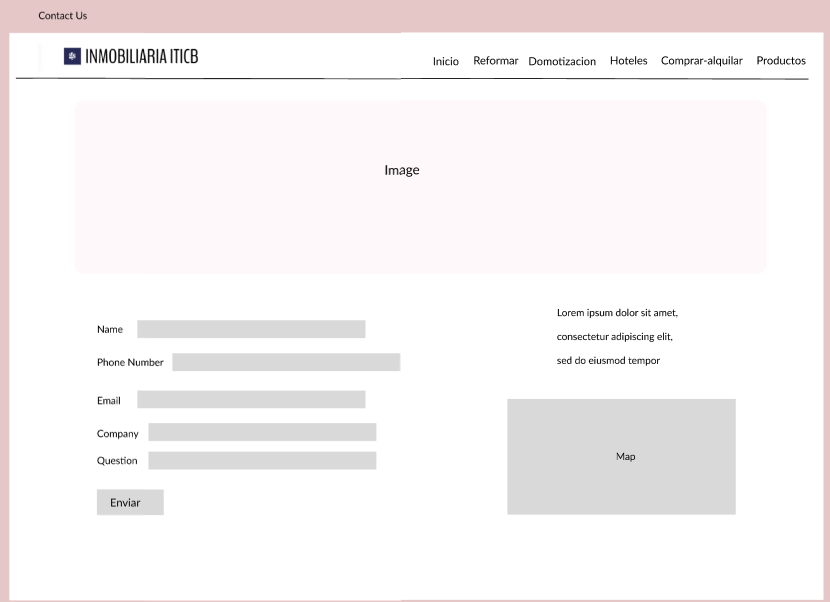 Contact Us
INMOBILIARIA ITICB
Inicio Reformar Domotizacion Hoteles Comprar-alquilar Productos
Image
Name
Phone Number
Email
Company
Question
Enviar
Lorem ipsum dolor sit amet,
consectetur adipiscing elit,
sed do eiusmod tempor
Map